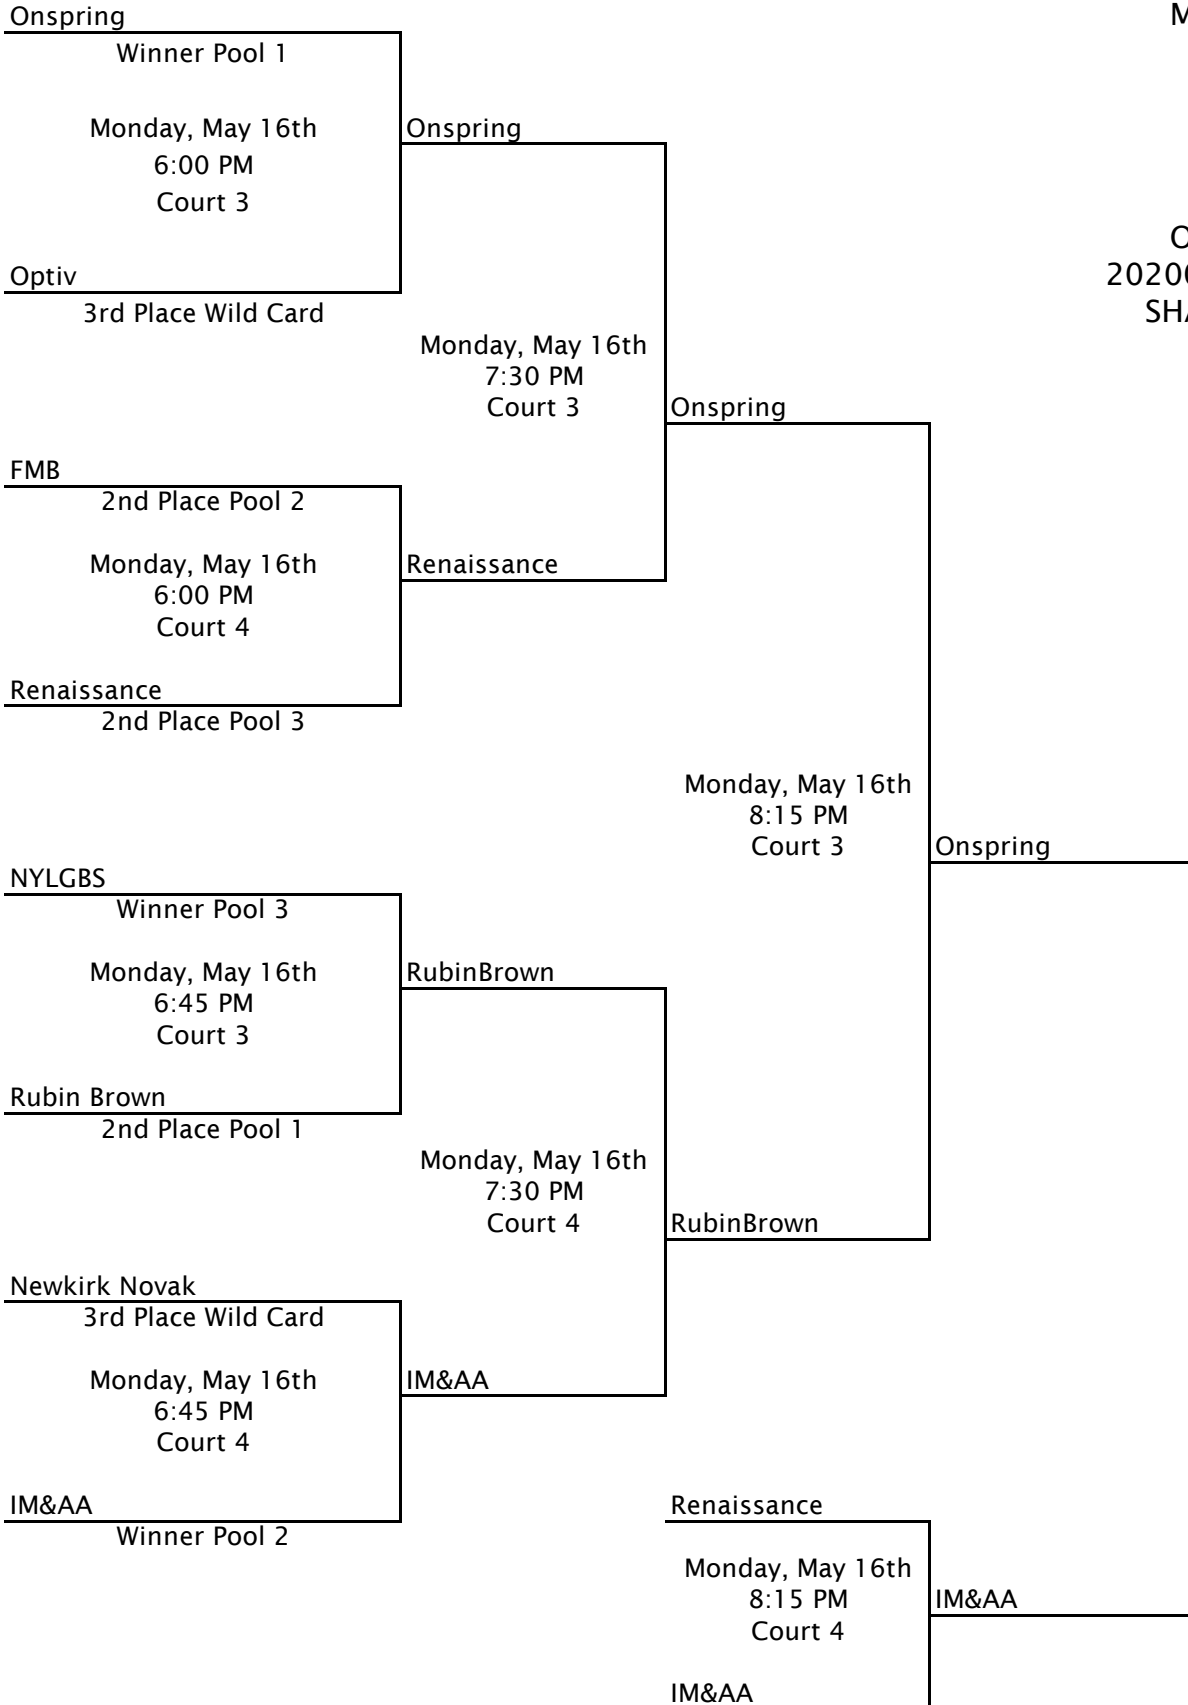 Onspring
Winner Pool 1
Monday, May 16th
6:00 PM
Court 3
Optiv
3rd Place Wild Card
Onspring
Monday, May 16th
7:30 PM
Court 3
FMB
2nd Place Pool 2
Monday, May 16th
6:00 PM
Court 4
Renaissance
2nd Place Pool 3
Renaissance
Onspring
Monday, May 16th
8:15 PM
Court 3
Onspring
NYLGBS
Winner Pool 3
Monday, May 16th
6:45 PM
Court 3
Rubin Brown
2nd Place Pool 1
RubinBrown
Monday, May 16th
7:30 PM
Court 4
RubinBrown
Newkirk Novak
3rd Place Wild Card
Monday, May 16th
6:45 PM
Court 4
IM&AA
Winner Pool 2
IM&AA
Renaissance
Monday, May 16th
8:15 PM
Court 4
IM&AA
IM&AA